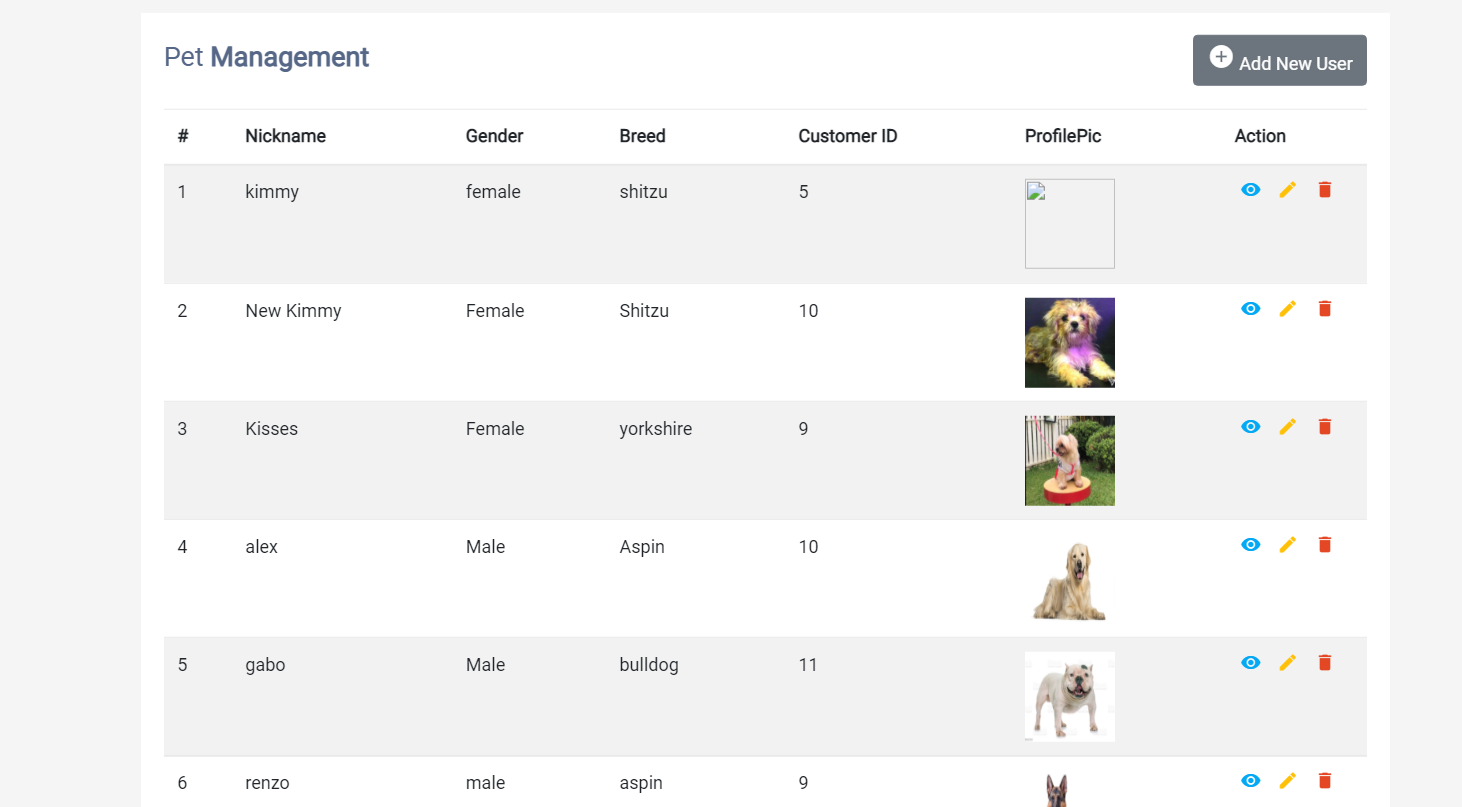 Pet Management
Add New User
# Nickname Gender Breed Customer ID ProfilePic Action
1 kimmy female shitzu 5
2 New Kimmy Female Shitzu 10
3 Kisses Female yorkshire 9
4 alex Male Aspin 10
5 gabo Male bulldog 11
6 renzo male aspin 9